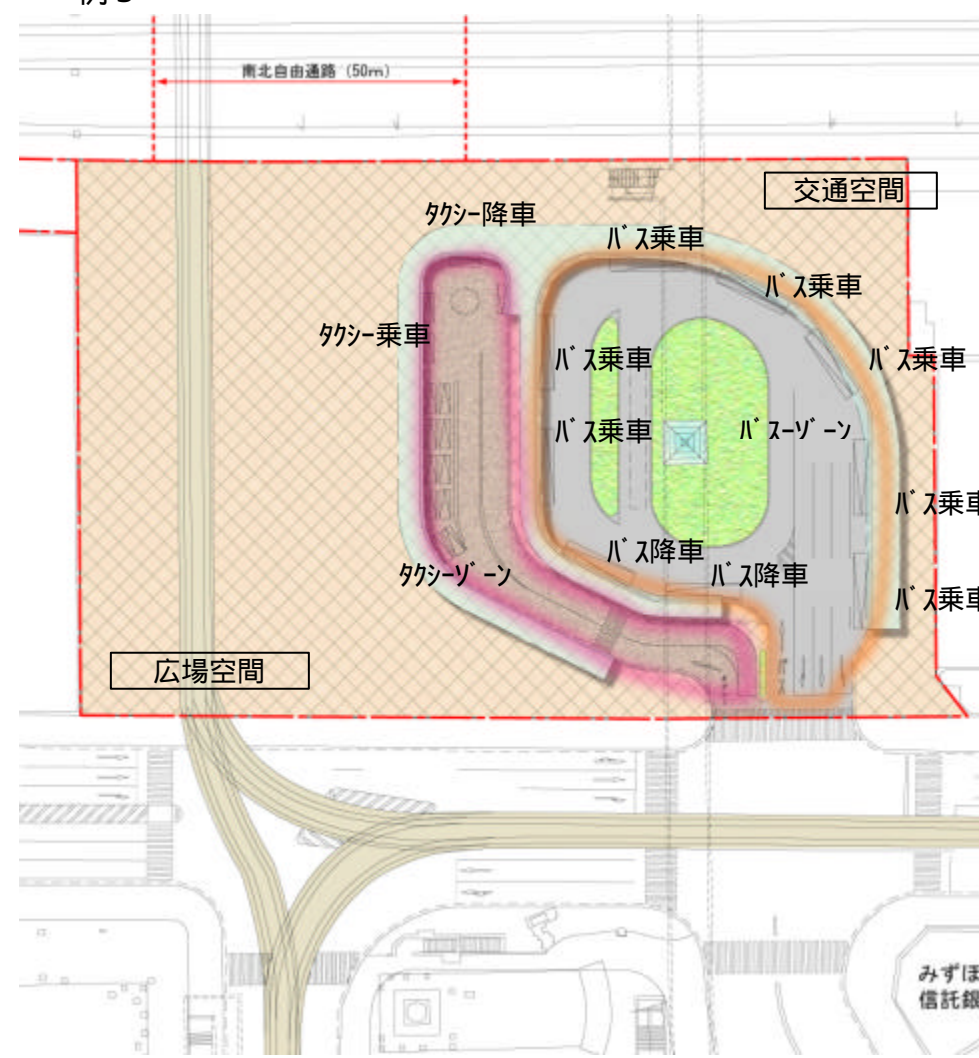 南北自由通路（50m）
交通空間
ﾀｸｼｰ降車
ﾊﾞｽ乗車
ﾊﾞｽ乗車
ﾀｸｼｰ乗車
ﾊﾞｽ乗車
ﾊﾞｽ乗車
ﾊﾞｽ乗車
ﾊﾞｽｰｿﾞｰﾝ
ﾊﾞｽ乗車
ﾊﾞｽ降車
ﾀｸｼｰｿﾞｰﾝ
ﾊﾞｽ降車
ﾊﾞｽ乗車
広場空間
みずほ
信託銀